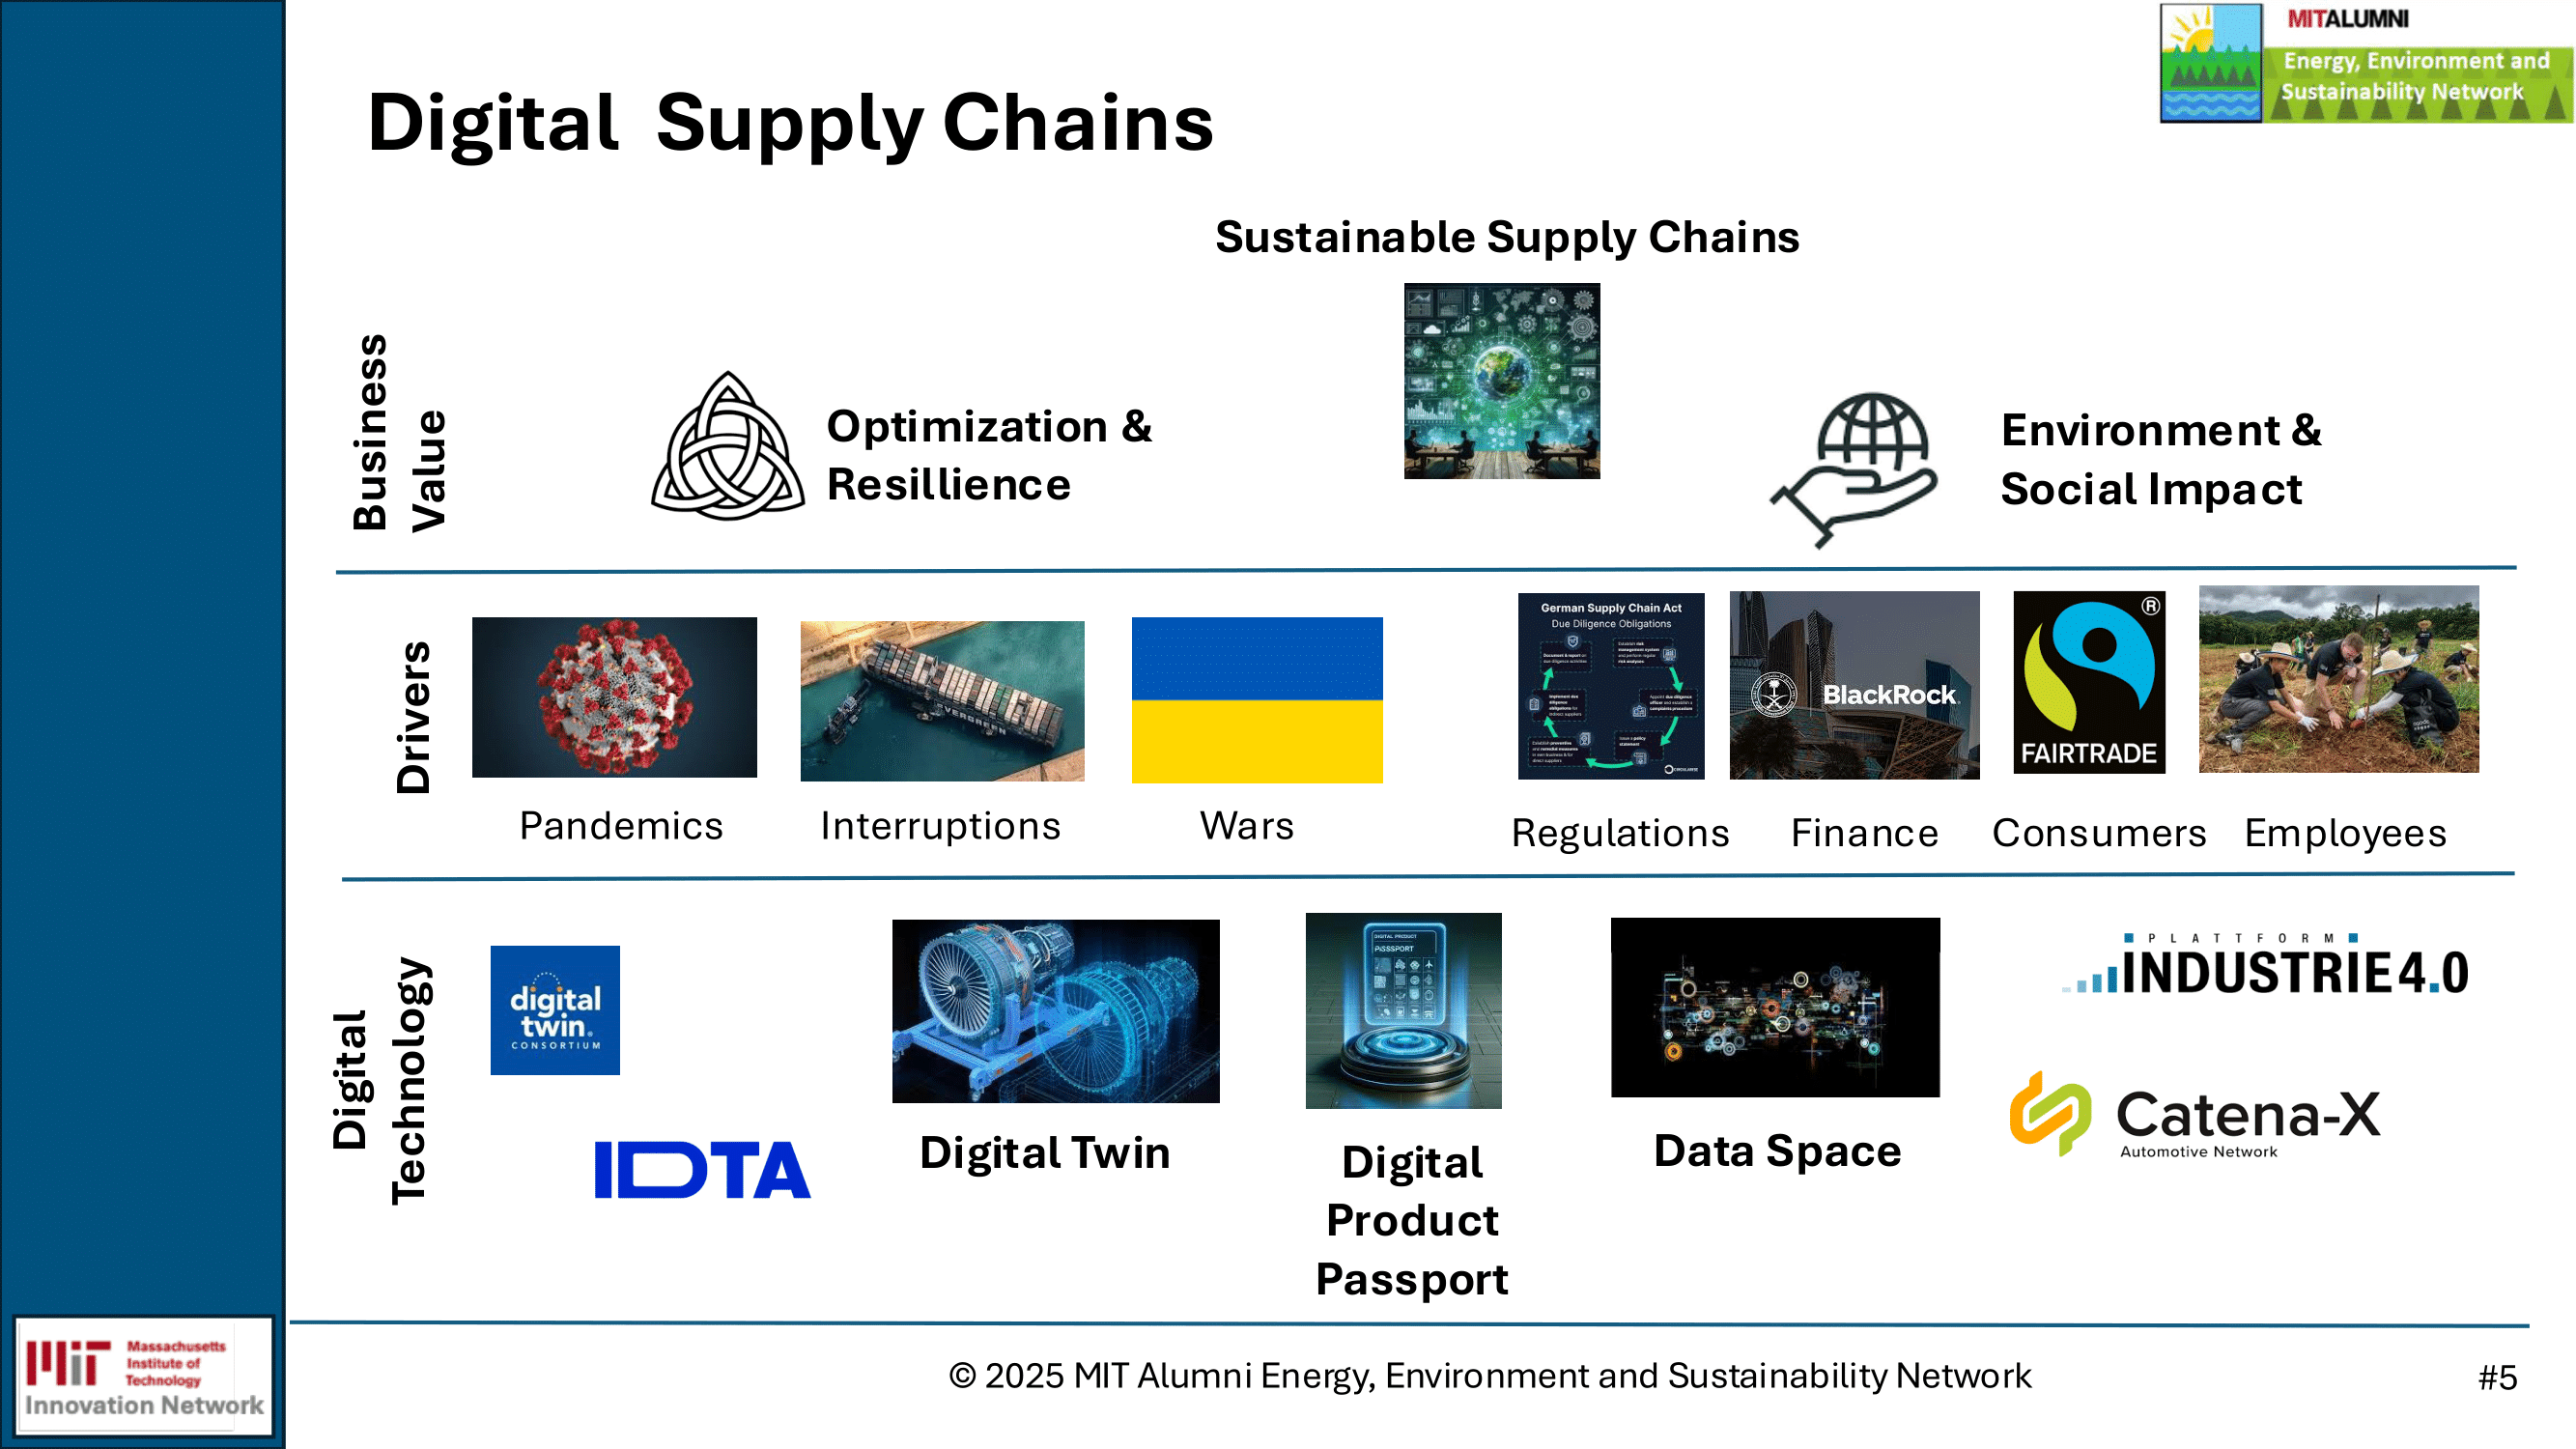 MITALUMNI
Energy, Environment and
Sustainability Network
Digital Supply Chains
Sustainable Supply Chains
Business
Value
Optimization &
Resillience
Environment &
Social Impact
Drivers
EVERGREEN
German Supply Chain Act
Due Diligence Obligations
BlackRock
®
FAIRTRADE
Pandemics
Interruptions
Wars
Regulations
Finance
Consumers
Employees
Digital
Technology
digital
twin.
CONSORTIUM
IDTA
Digital Twin
DIGITAL PRODUCT
Digital
Product
Passport
Data Space
PLATTFORM
INDUSTRIE4.0
Catena-X
Automotive Network
Massachusetts
Institute of
Technology
Innovation Network
© 2025 MIT Alumni Energy, Environment and Sustainability Network
#5